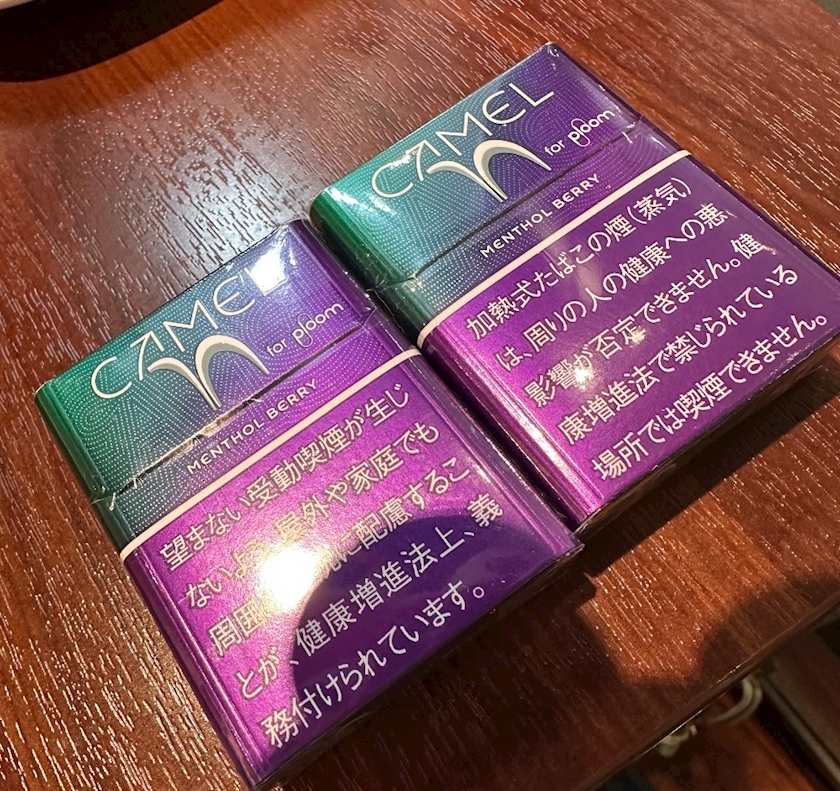 CAMEL
for ploom
MENTHOL BERRY
望まない受動喫煙が生じ
ない 屋外や家庭でも
周囲 に配慮するこ
とが、健康増進法上、義
務付けられています。
CAMEL
for ploom
MENTHOL BERRY
加熱式たばこの煙(蒸気)
は、周りの人の健康への悪
影響が否定できません。健
康増進法で禁じられている
場所では喫煙できません。